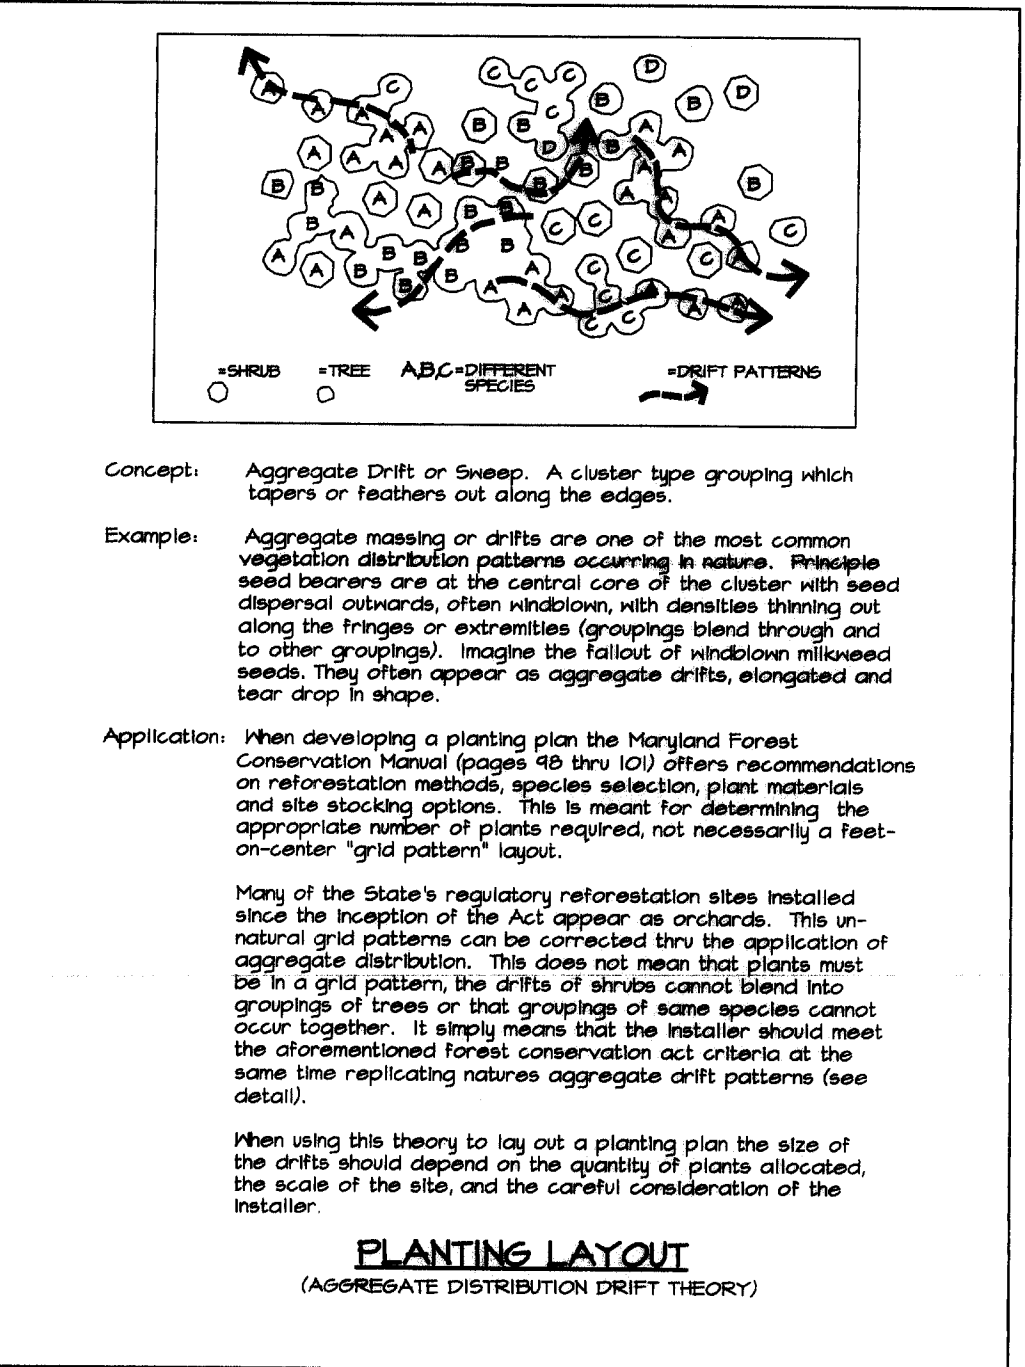 C C C D
A A A C B D
B B B C A
A A B
A A A A A B B D B A A
B B A A B B A A B
B A B B C C A A C
A A B B B B B B A C C C A
A A C A A A
C C
=SHRUB =TREE A,B,C=DIFFERENT =DRIFT PATTERNS
SPECIES
Concept: Aggregate Drift or Sweep. A cluster type grouping which
tapers or feathers out along the edges.
Example: Aggregate massing or drifts are one of the most common
vegetation distribution patterns occurring in nature. Principle
seed bearers are at the central core of the cluster with seed
dispersal outwards, often windblown, with densities thinning out
along the fringes or extremities (groupings blend through and
to other groupings). Imagine the fallout of windblown milkweed
seeds. They often appear as aggregate drifts, elongated and
tear drop in shape.
Application: When developing a planting plan the Maryland Forest
Conservation Manual (pages 98 thru 101) offers recommendations
on reforestation methods, species selection, plant materials
and site stocking options. This is meant for determining the
appropriate number of plants required, not necessarily a feet-
on-center "grid pattern" layout.
Many of the State's regulatory reforestation sites installed
since the inception of the Act appear as orchards. This un-
natural grid patterns can be corrected thru the application of
aggregate distribution. This does not mean that plants must
be in a grid pattern, the drifts of shrubs cannot blend into
groupings of trees or that groupings of same species cannot
occur together. It simply means that the installer should meet
the aforementioned forest conservation act criteria at the
same time replicating natures aggregate drift patterns (see
detail).
When using this theory to lay out a planting plan the size of
the drifts should depend on the quantity of plants allocated,
the scale of the site, and the careful consideration of the
installer.
PLANTING LAYOUT
(AGGREGATE DISTRIBUTION DRIFT THEORY)